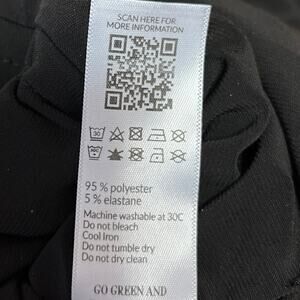 SCAN HERE FOR
MORE INFORMATION
95 % polyester
5 % elastane
Machine washable at 30C
Do not bleach
Cool Iron
Do not tumble dry
Do not dry clean
GO GREEN AND